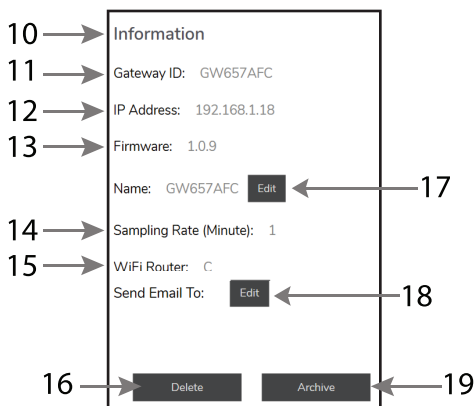 10 Information
11 Gateway ID: GW657AFC
12 IP Address: 192.168.1.18
13 Firmware: 1.0.9
Name: GW657AFC Edit 17
14 Sampling Rate (Minute): 1
15 WiFi Router: C
Send Email To: Edit 18
16 Delete Archive 19